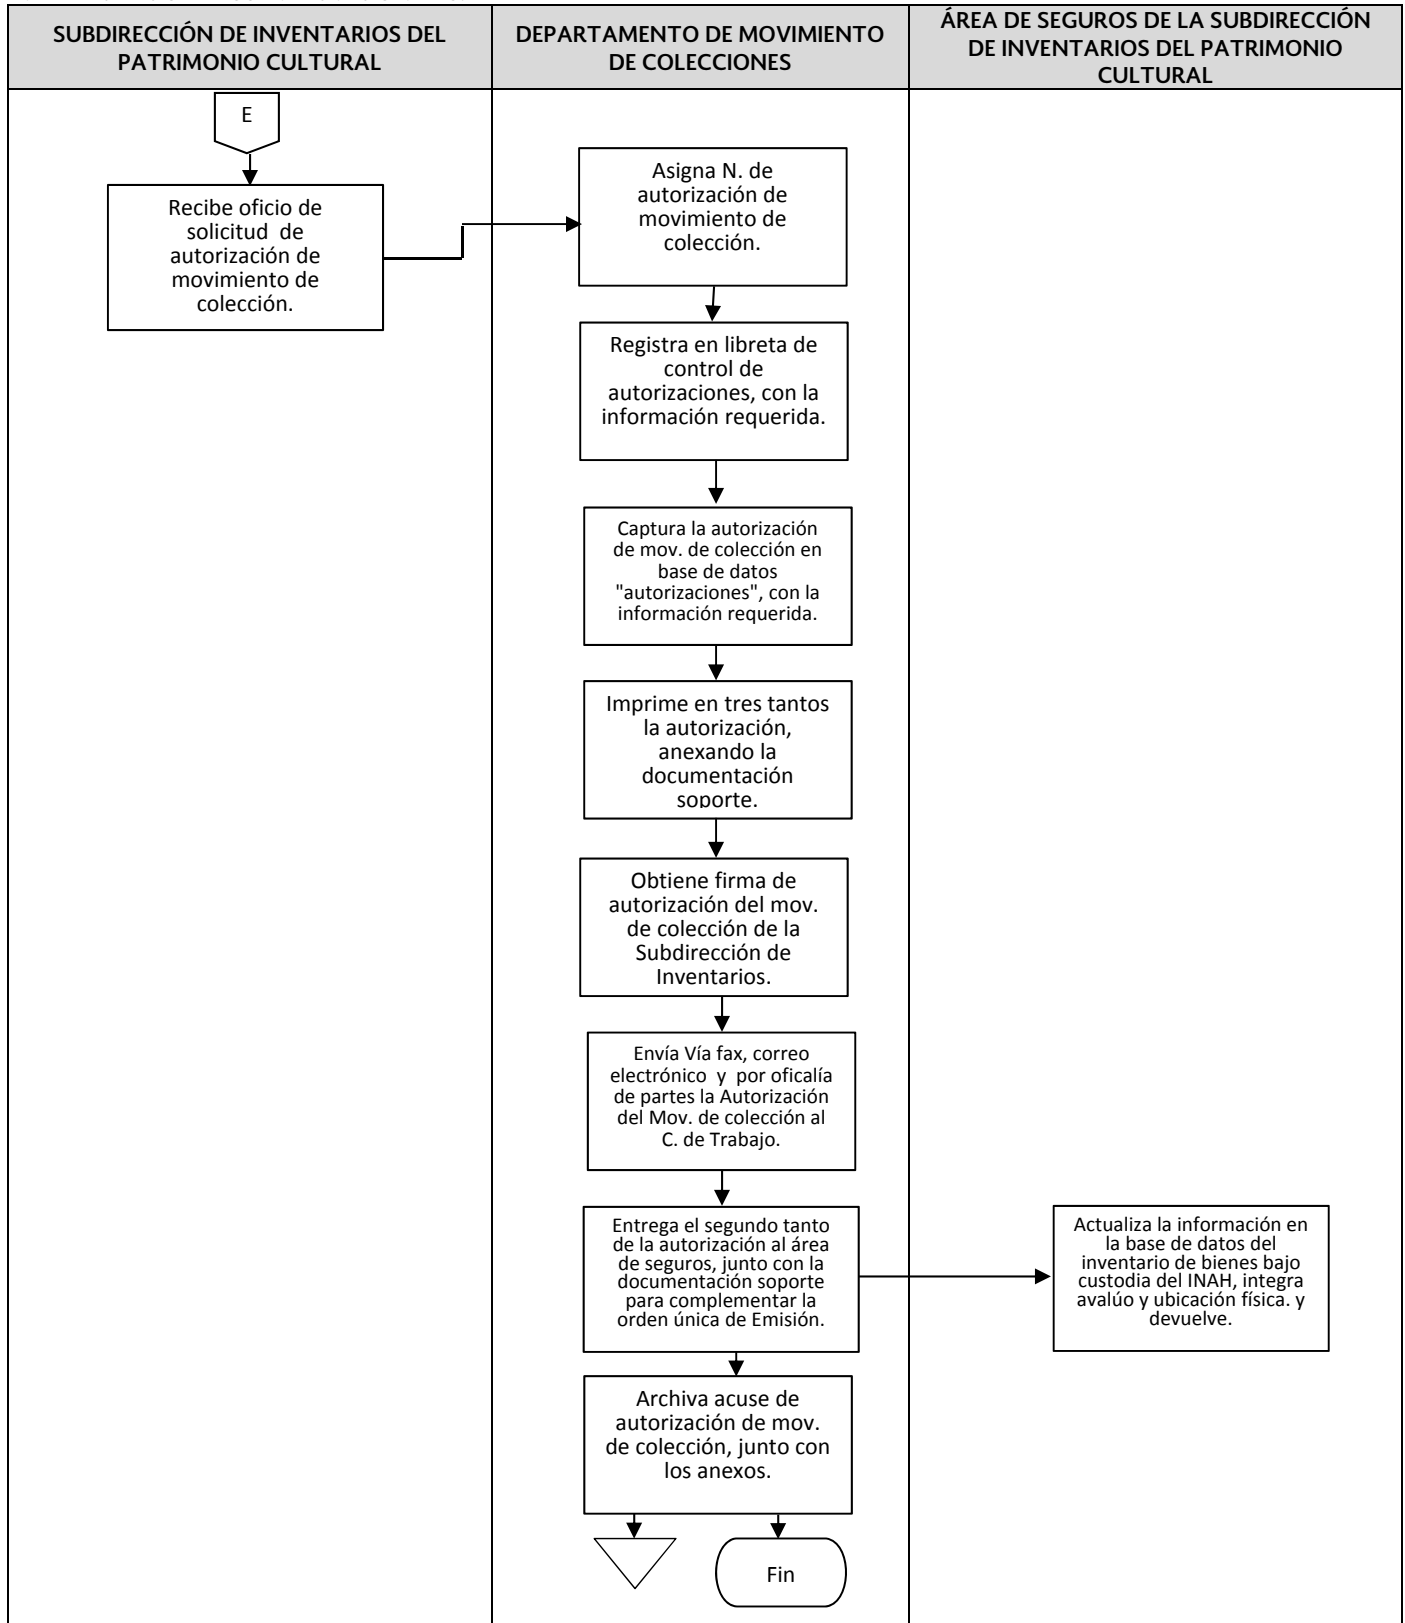 SUBDIRECCIÓN DE INVENTARIOS DEL
PATRIMONIO CULTURAL
DEPARTAMENTO DE MOVIMIENTO
DE COLECCIONES
ÁREA DE SEGUROS DE LA SUBDIRECCIÓN
DE INVENTARIOS DEL PATRIMONIO
CULTURAL
E
Recibe oficio de
solicitud de
autorización de
movimiento de
colección.
Asigna N. de
autorización de
movimiento de
colección.
Registra en libreta de
control de
autorizaciones, con la
información requerida.
Captura la autorización
de mov. de colección en
base de datos
"autorizaciones", con la
información requerida.
Imprime en tres tantos
la autorización,
anexando la
documentación
soporte.
Obtiene firma de
autorización del mov.
de colección de la
Subdirección de
Inventarios.
Envía Vía fax, correo
electrónico y por oficalía
de partes la Autorización
del Mov. de colección al
C. de Trabajo.
Entrega el segundo tanto
de la autorización al área
de seguros, junto con la
documentación soporte
para complementar la
orden única de Emisión.
Actualiza la información en
la base de datos del
inventario de bienes bajo
custodia del INAH, integra
avalúo y ubicación física. y
devuelve.
Archiva acuse de
autorización de mov.
de colección, junto con
los anexos.
Fin